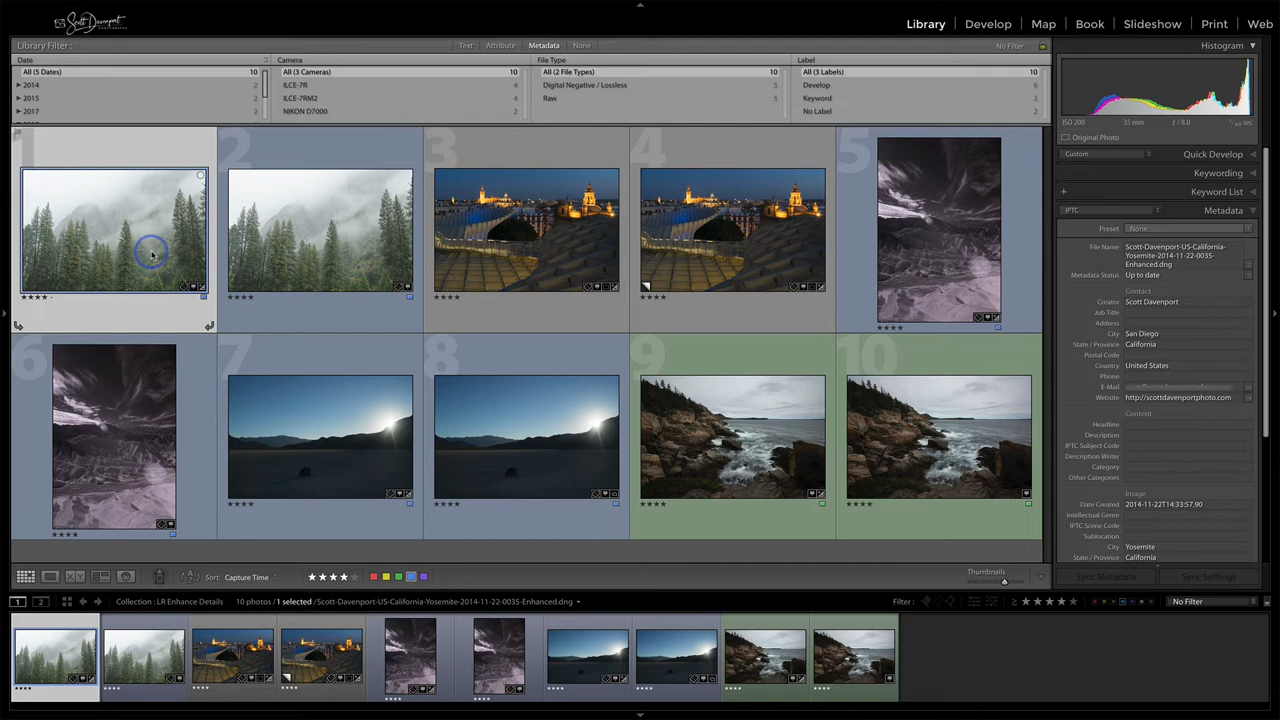 Scott Davenport
PHOTOGRAPHY
Library | Develop | Map | Book | Slideshow | Print | Web
Library Filter :
Text Attribute Metadata None
No Filter
Histogram
Date
Camera
File Type
Label
All (5 Dates) 10
2014 2
2015 2
2017 2
All (3 Cameras) 10
ILCE-7R 4
ILCE-7RM2 4
NIKON D7000 2
All (2 File Types) 10
Digital Negative / Lossless 5
Raw 5
All (3 Labels) 10
Develop 6
Keyword 2
No Label 2
ISO 200 35 mm ƒ / 8.0
Original Photo
Custom Quick Develop
Keywording
Keyword List
IPTC Metadata
Preset None
File Name Scott-Davenport-US-California-
Yosemite-2014-11-22-0035-
Enhanced.dng
Metadata Status Up to date
Contact
Creator Scott Davenport
Job Title
Address
City San Diego
State / Province California
Postal Code
Country United States
Phone
E-Mail
Website http://scottdavenportphoto.com
Content
Headline
Description
IPTC Subject Code
Description Writer
Category
Other Categories
Image
Date Created 2014-11-22T14:33:57.90
Intellectual Genre
IPTC Scene Code
Sublocation
City Yosemite
State / Province California
1
2
3
4
5
6
7
8
9
10
Sort: Capture Time
Thumbnails
Sync Metadata Sync Settings
1 2
Collection : LR Enhance Details 10 photos / 1 selected / Scott-Davenport-US-California-Yosemite-2014-11-22-0035-Enhanced.dng
Filter :
No Filter